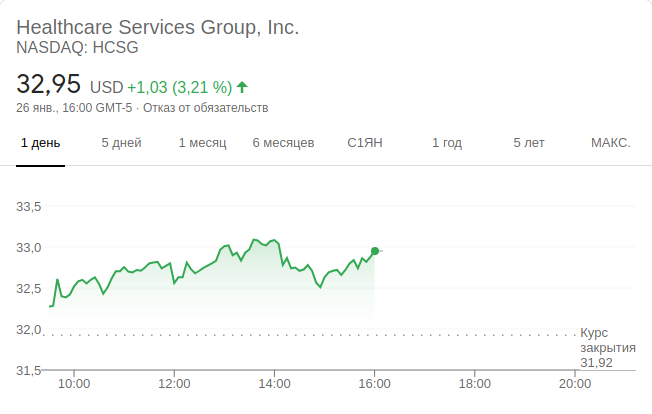 Healthcare Services Group, Inc.
NASDAQ: HCSG
32,95 USD +1,03 (3,21 %)
26 янв., 16:00 GMT-5 · Отказ от обязательств
1 день 5 дней 1 месяц 6 месяцев С1ЯН 1 год 5 лет МАКС.
33,5
33,0
32,5
32,0
Курс
закрытия
31,92
31,5
10:00 12:00 14:00 16:00 18:00 20:00